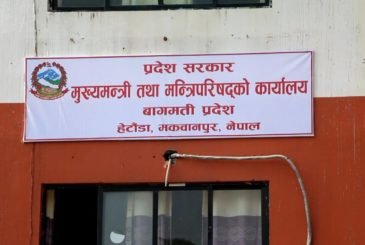 प्रदेश सरकार
मुख्यमन्त्री तथा मन्त्रिपरिषद्को कार्यालय
बागमती प्रदेश
हेटौंडा, मकवानपुर, नेपाल